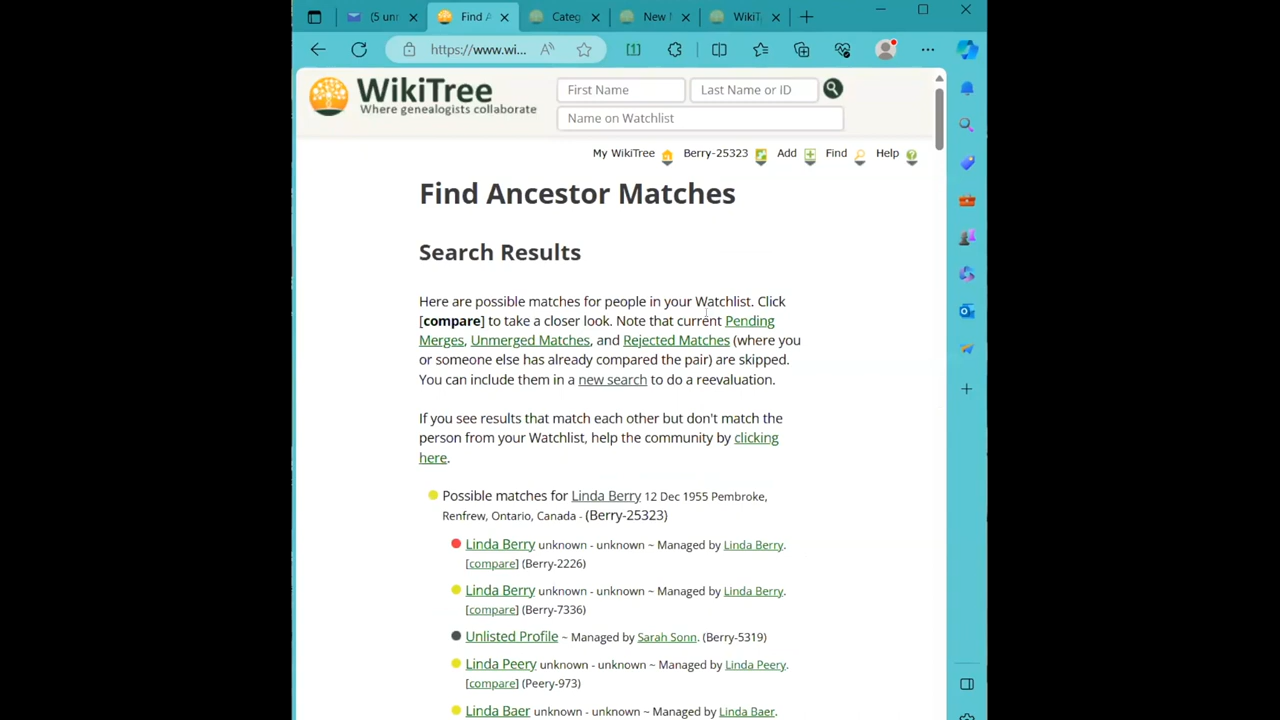 (5 unr
Find A
Categ
New I
WikiT
https://www.wi...
WikiTree
Where genealogists collaborate
First Name
Last Name or ID
Name on Watchlist
My WikiTree
Berry-25323
Add
Find
Help
Find Ancestor Matches
Search Results
Here are possible matches for people in your Watchlist. Click
[compare] to take a closer look. Note that current Pending
Merges, Unmerged Matches, and Rejected Matches (where you
or someone else has already compared the pair) are skipped.
You can include them in a new search to do a reevaluation.
If you see results that match each other but don't match the
person from your Watchlist, help the community by clicking
here.
Possible matches for Linda Berry 12 Dec 1955 Pembroke,
Renfrew, Ontario, Canada - (Berry-25323)
Linda Berry unknown - unknown ~ Managed by Linda Berry.
[compare] (Berry-2226)
Linda Berry unknown - unknown ~ Managed by Linda Berry.
[compare] (Berry-7336)
Unlisted Profile ~ Managed by Sarah Sonn. (Berry-5319)
Linda Peery unknown - unknown ~ Managed by Linda Peery.
[compare] (Peery-973)
Linda Baer unknown - unknown ~ Managed by Linda Baer.